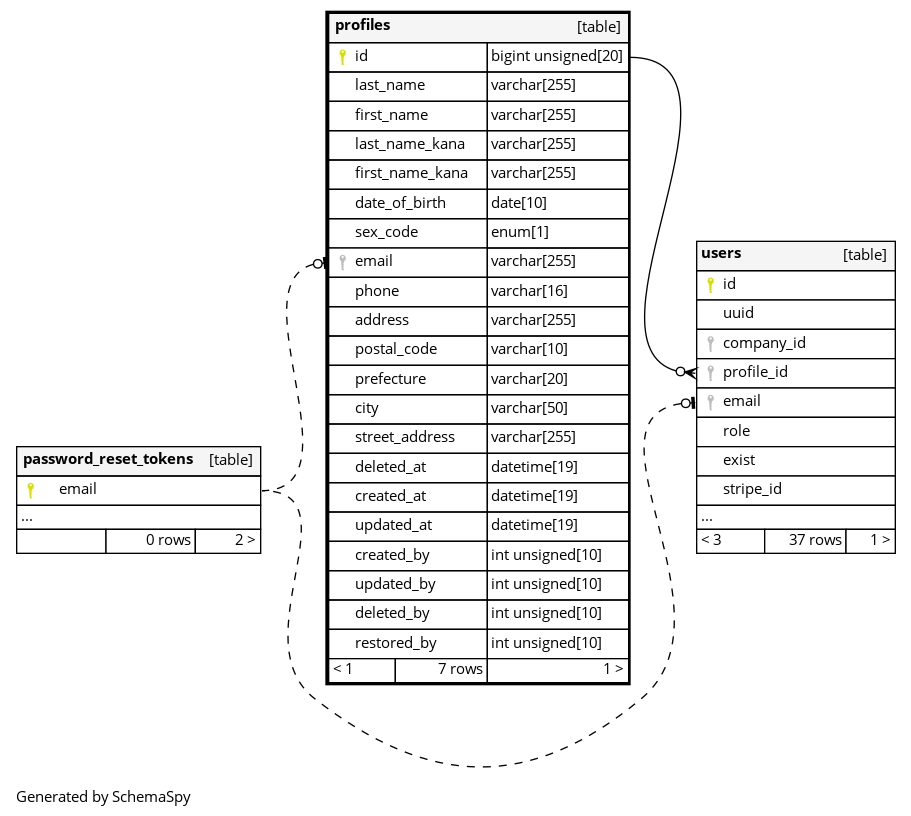 profiles [table]
id bigint unsigned[20]
last_name varchar[255]
first_name varchar[255]
last_name_kana varchar[255]
first_name_kana varchar[255]
date_of_birth date[10]
sex_code enum[1]
email varchar[255]
phone varchar[16]
address varchar[255]
postal_code varchar[10]
prefecture varchar[20]
city varchar[50]
street_address varchar[255]
deleted_at datetime[19]
created_at datetime[19]
updated_at datetime[19]
created_by int unsigned[10]
updated_by int unsigned[10]
deleted_by int unsigned[10]
restored_by int unsigned[10]
< 1 7 rows 1 >
users [table]
id
uuid
company_id
profile_id
email
role
exist
stripe_id
...
< 3 37 rows 1 >
password_reset_tokens [table]
email
...
0 rows 2 >
Generated by SchemaSpy